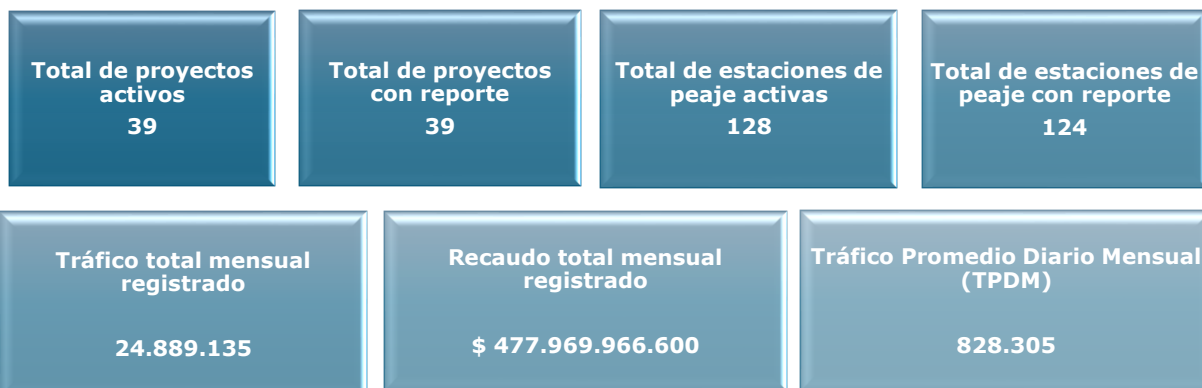 Total de proyectos
activos
39
Total de proyectos
con reporte
39
Total de estaciones de
peaje activas
128
Total de estaciones de
peaje con reporte
124
Tráfico total mensual
registrado
24.889.135
Recaudo total mensual
registrado
$ 477.969.966.600
Tráfico Promedio Diario Mensual
(TPDM)
828.305